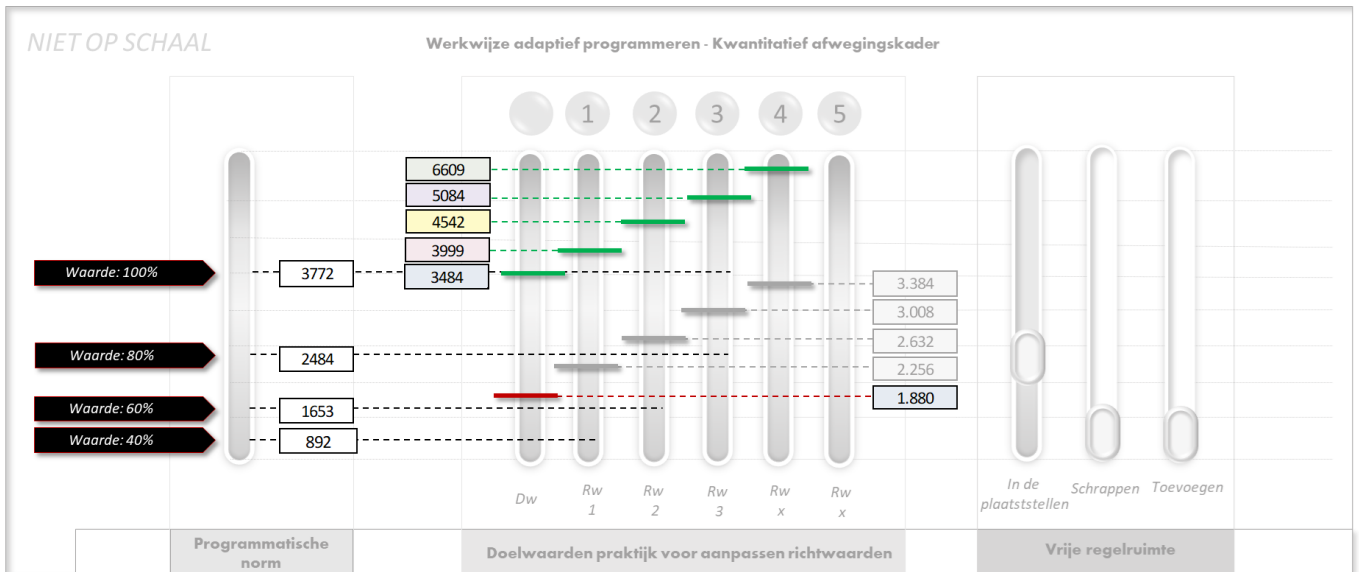 NIET OP SCHAAL
Werkwijze adaptief programmeren - Kwantitatief afwegingskader
1 2 3 4 5
6609
5084
4542
3999
3484
Waarde: 100%
3772
Waarde: 80%
2484
Waarde: 60%
1653
Waarde: 40%
892
3.384
3.008
2.632
2.256
1.880
Dw
Rw
1
Rw
2
Rw
3
Rw
x
Rw
x
In de
plaatststellen
Schrappen
Toevoegen
Programmatische
norm
Doelwaarden praktijk voor aanpassen richtwaarden
Vrije regelruimte